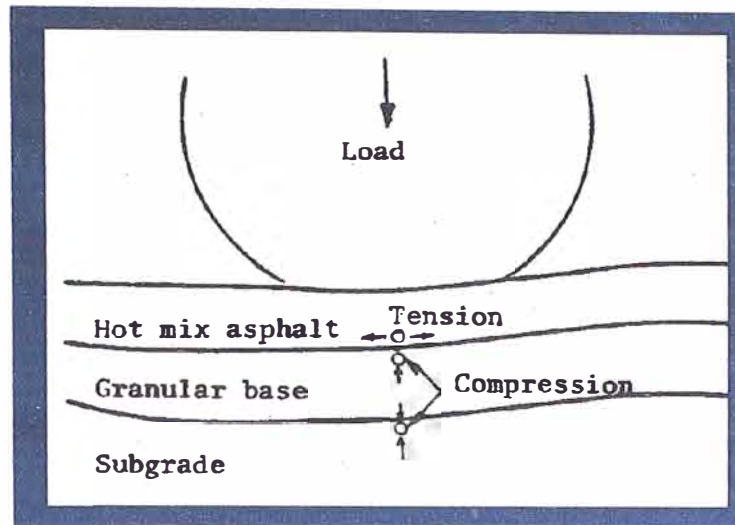 Load
Tension
Hot mix asphalt
Compression
Granular base
Subgrade